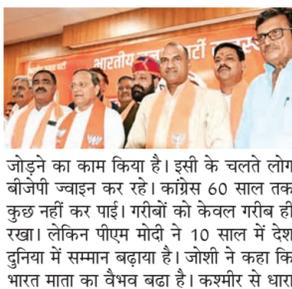 भारतीय जनता पार्टी
जोड़ने का काम किया है। इसी के चलते लोग
बीजेपी ज्वाइन कर रहे। कांग्रेस 60 साल तक
कुछ नहीं कर पाई। गरीबों को केवल गरीब ही
रखा। लेकिन पीएम मोदी ने 10 साल में देश
दुनिया में सम्मान बढ़ाया है। जोशी ने कहा कि
भारत माता का वैभव बढा है। कश्मीर से धारा